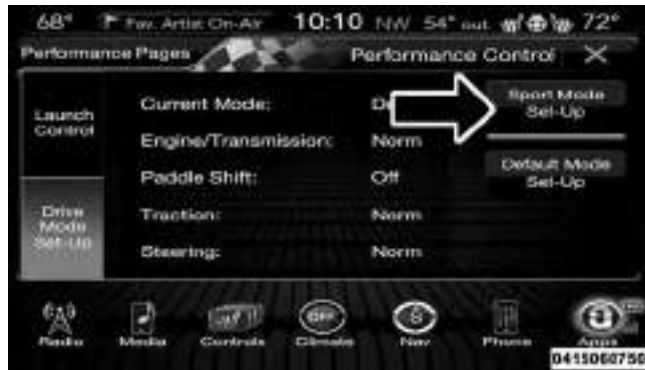 68° Fav. Artist On-Air 10:10 NW 54° out 72°
Performance Pages Performance Control
Launch Control
Drive Mode Set-Up
Current Mode:
Engine/Transmission: Norm
Paddle Shift: Off
Traction: Norm
Steering: Norm
Sport Mode Set-Up
Default Mode Set-Up
Radio Media Controls OFF Climate S Nav Phone Apps
0415060750